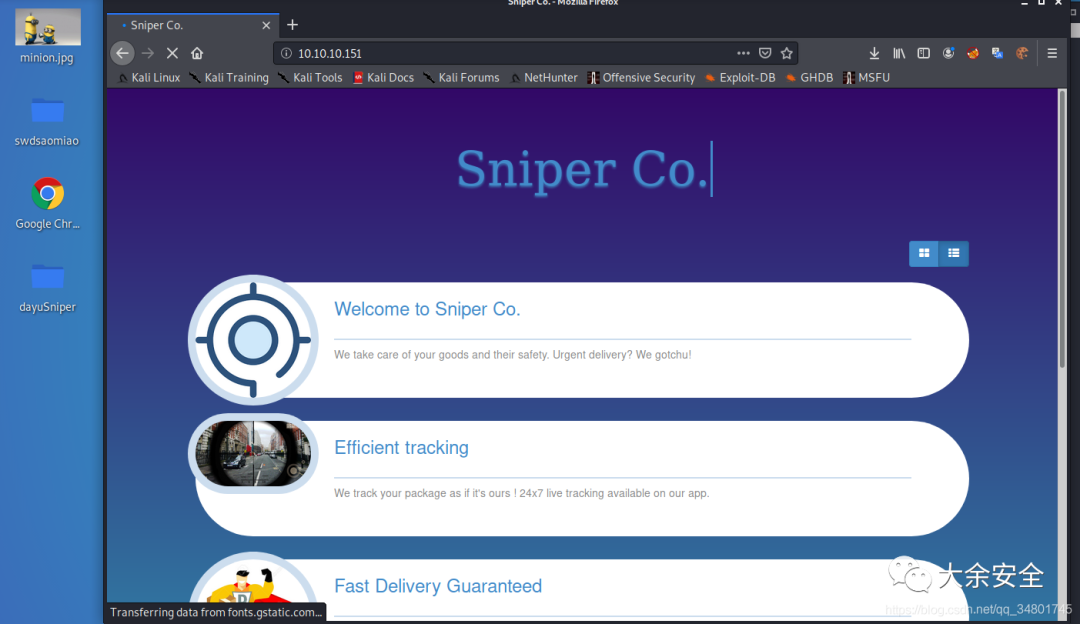 Sniper Co. - Mozilla Firefox
Sniper Co.
10.10.10.151
Kali Linux Kali Training Kali Tools Kali Docs Kali Forums NetHunter Offensive Security Exploit-DB GHDB MSFU
minion.jpg
swdsaomiao
Google Chr...
dayuSniper
Sniper Co.
Welcome to Sniper Co.
We take care of your goods and their safety. Urgent delivery? We gotchu!
Efficient tracking
We track your package as if it's ours ! 24x7 live tracking available on our app.
Fast Delivery Guaranteed
Transferring data from fonts.gstatic.com...
大余安全
https://blog.csdn.net/qq_34801745